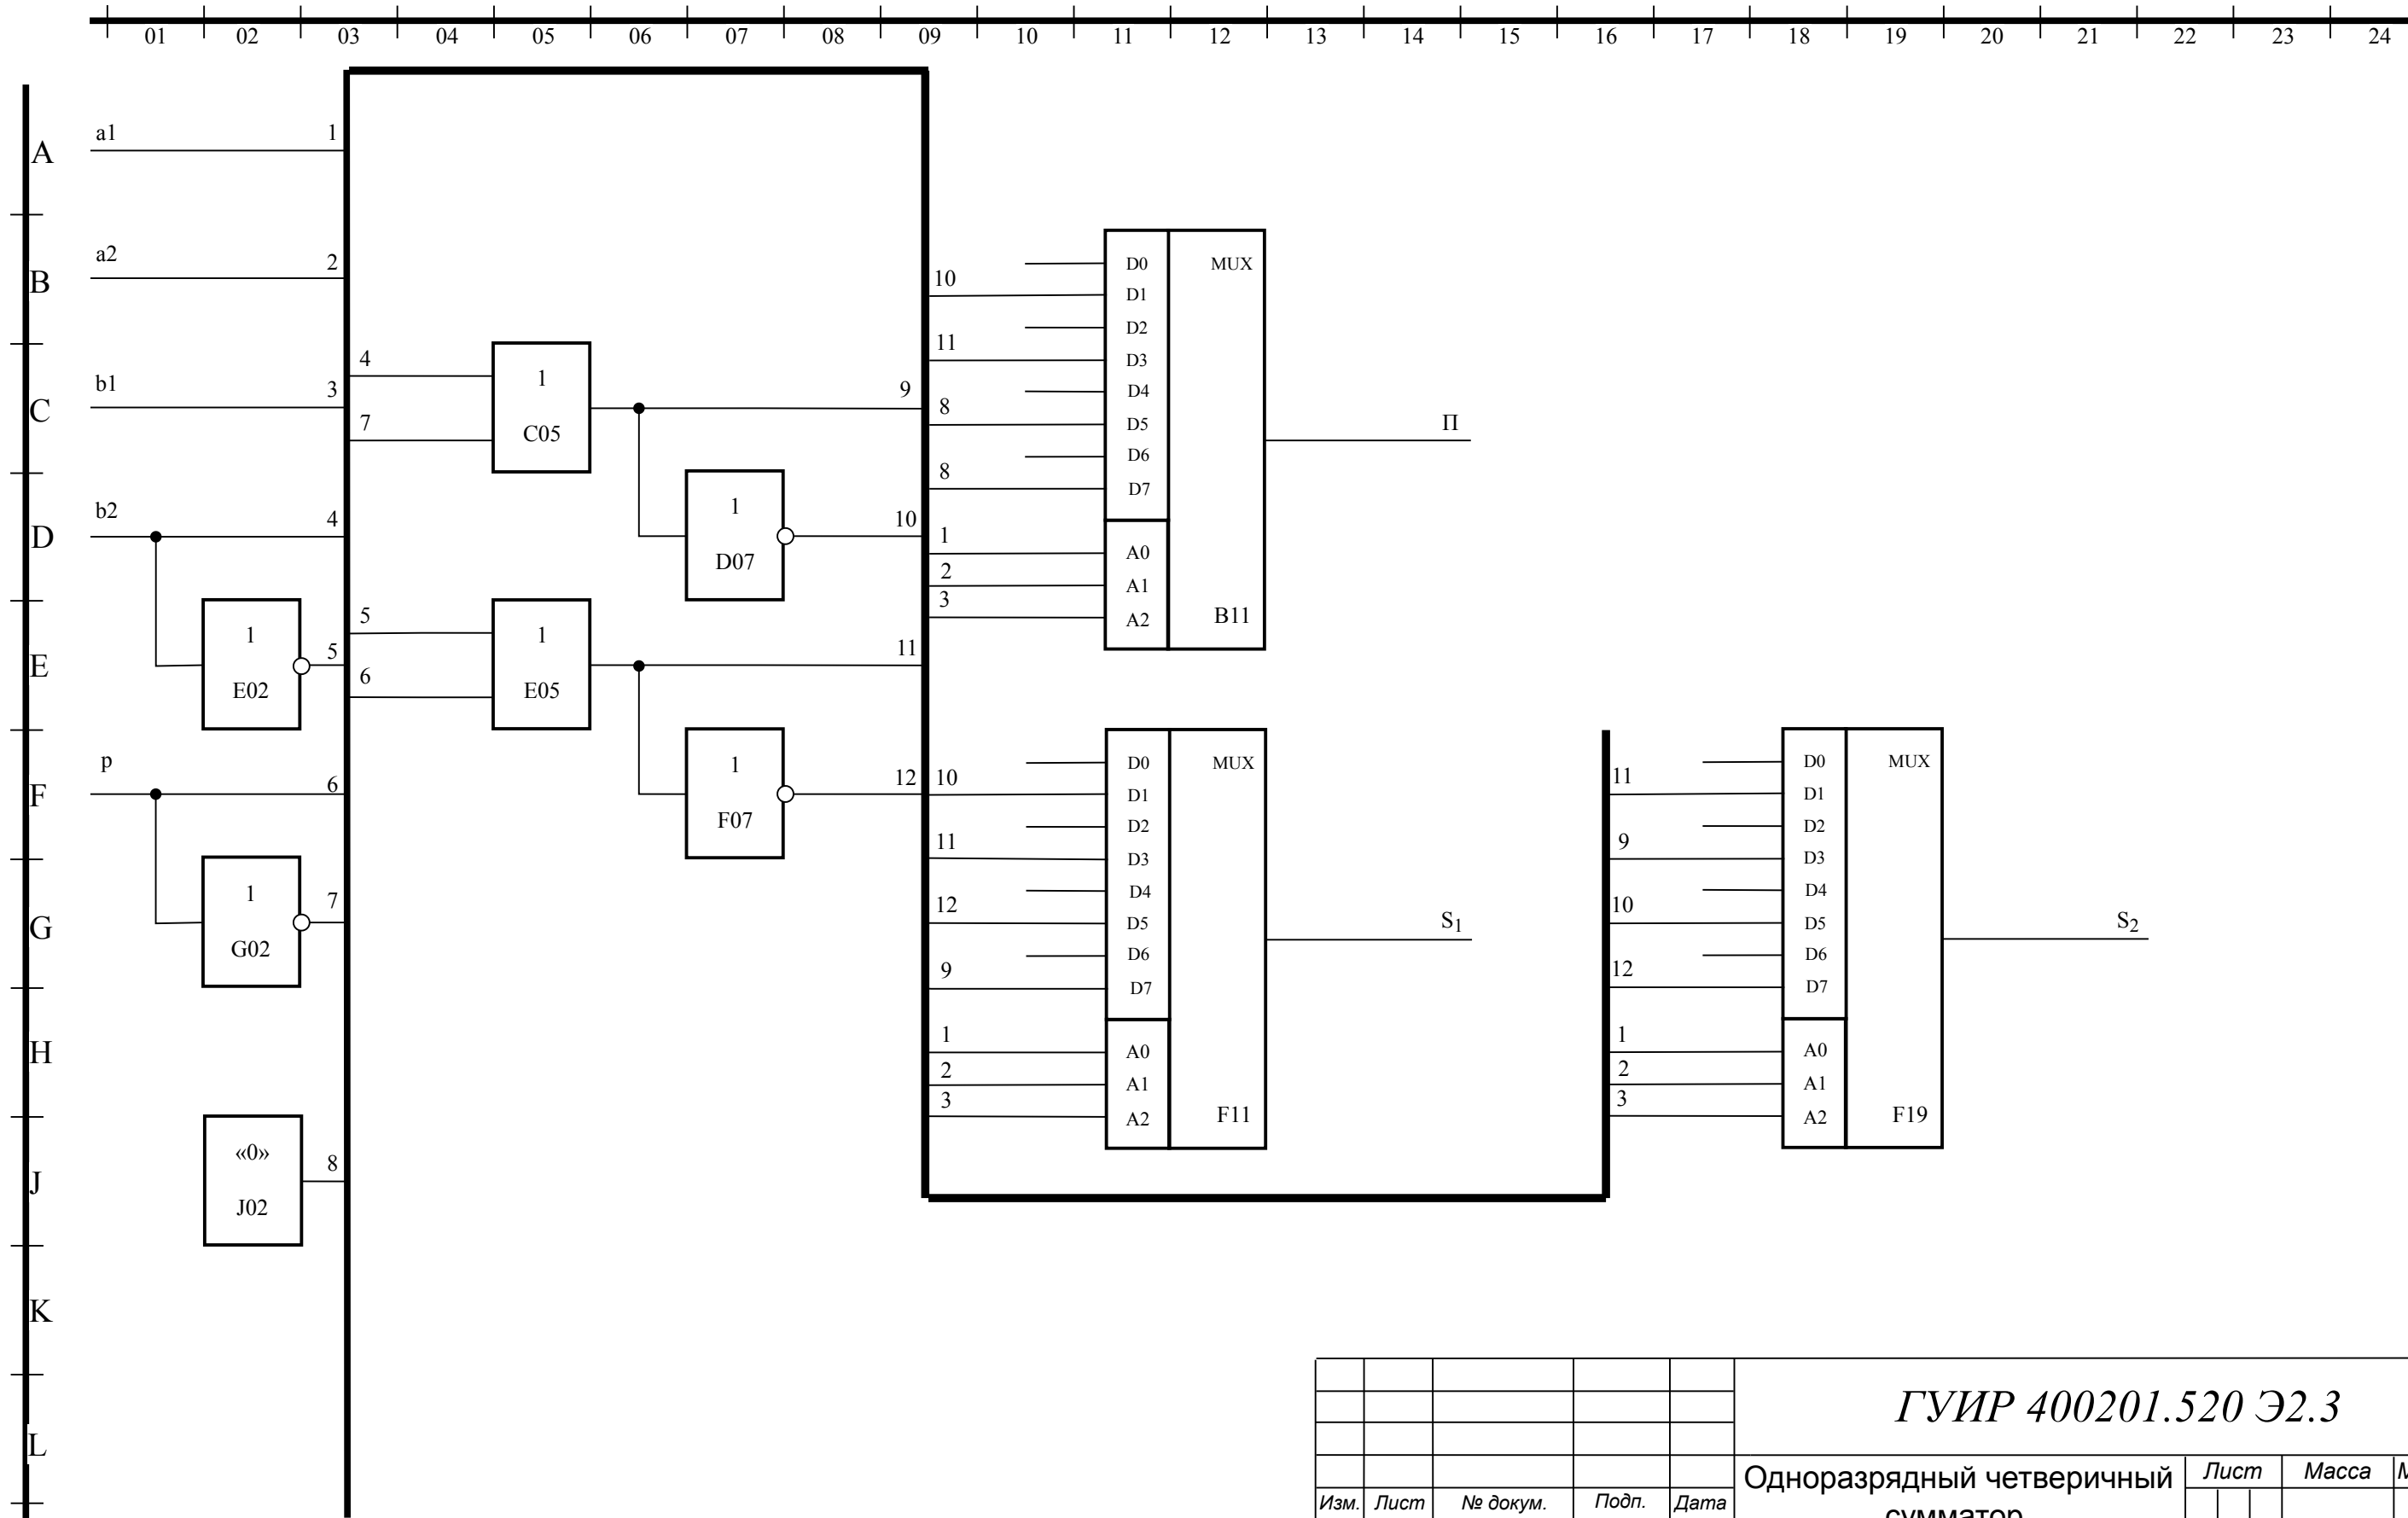 01 02 03 04 05 06 07 08 09 10 11 12 13 14 15 16 17 18 19 20 21 22 23 24
A
a1 1
B
a2 2
C
b1 3
D
b2 4
E
1
E02
5
F
p 6
G
1
G02
7
H
J
«0»
J02
8
K
L
4
7
1
C05
9
1
D07
10
5
6
1
E05
11
1
F07
12
10
11
8
8
1
2
3
D0 MUX
D1
D2
D3
D4
D5
D6
D7
A0
A1
A2
B11
П
10
11
12
9
1
2
3
D0 MUX
D1
D2
D3
D4
D5
D6
D7
A0
A1
A2
F11
S1
11
9
10
12
1
2
3
D0 MUX
D1
D2
D3
D4
D5
D6
D7
A0
A1
A2
F19
S2
ГУИР 400201.520 Э2.3
Одноразрядный четверичный
сумматор
Лист Масса
Изм. Лист № докум. Подп. Дата